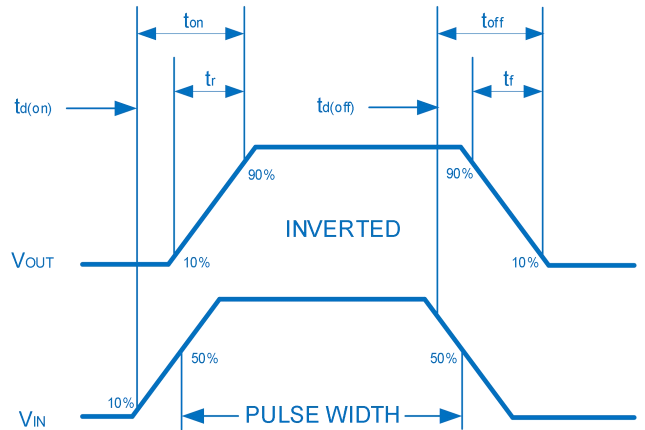 ton
toff
tr
tf
td(on)
td(off)
90%
90%
INVERTED
VOUT
10%
10%
50%
50%
10%
PULSE WIDTH
VIN